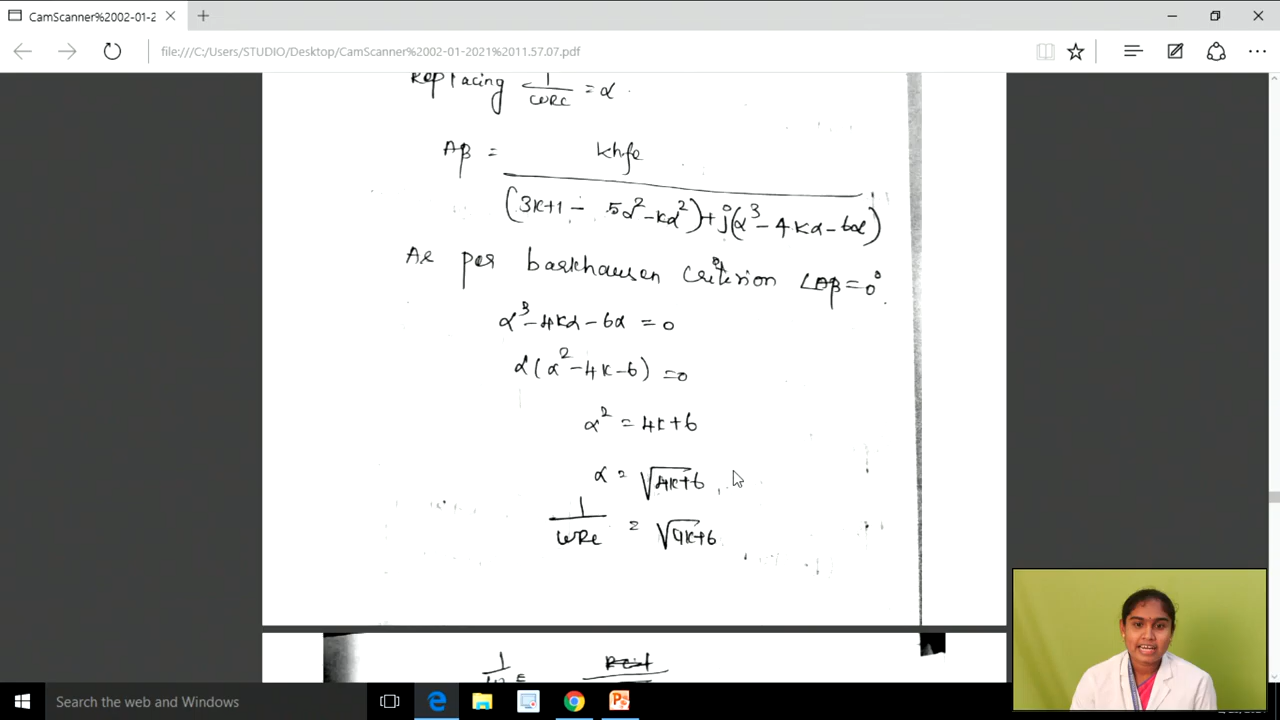 CamScanner%2002-01-2
file:///C:/Users/STUDIO/Desktop/CamScanner%2002-01-2021%2011.57.07.pdf
Replacing 1/ωRC = α.
Aβ = khfe / (3k+1 - 5α² - kα²) + j(α³ - 4kα - 6α)
As per barkhausen Criterion ∠Aβ = 0°.
α³ - 4kα - 6α = 0
α(α² - 4k - 6) = 0
α² = 4k+6
α = √4k+6
1/ωRC = √4k+6
Search the web and Windows